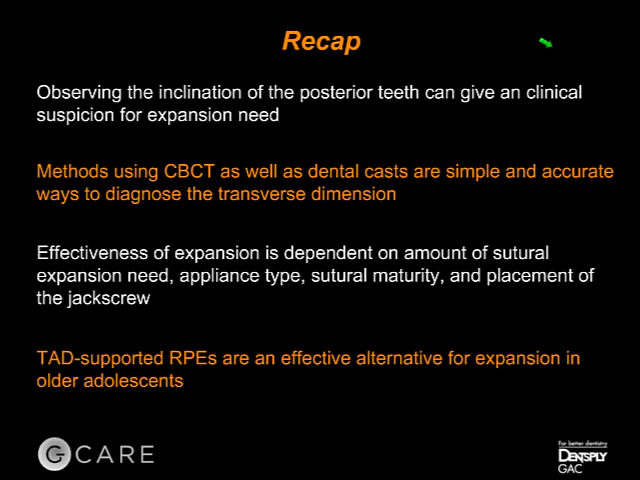 Recap
Observing the inclination of the posterior teeth can give an clinical
suspicion for expansion need
Methods using CBCT as well as dental casts are simple and accurate
ways to diagnose the transverse dimension
Effectiveness of expansion is dependent on amount of sutural
expansion need, appliance type, sutural maturity, and placement of
the jackscrew
TAD-supported RPEs are an effective alternative for expansion in
older adolescents
G CARE
For better dentistry
DENTSPLY
GAC